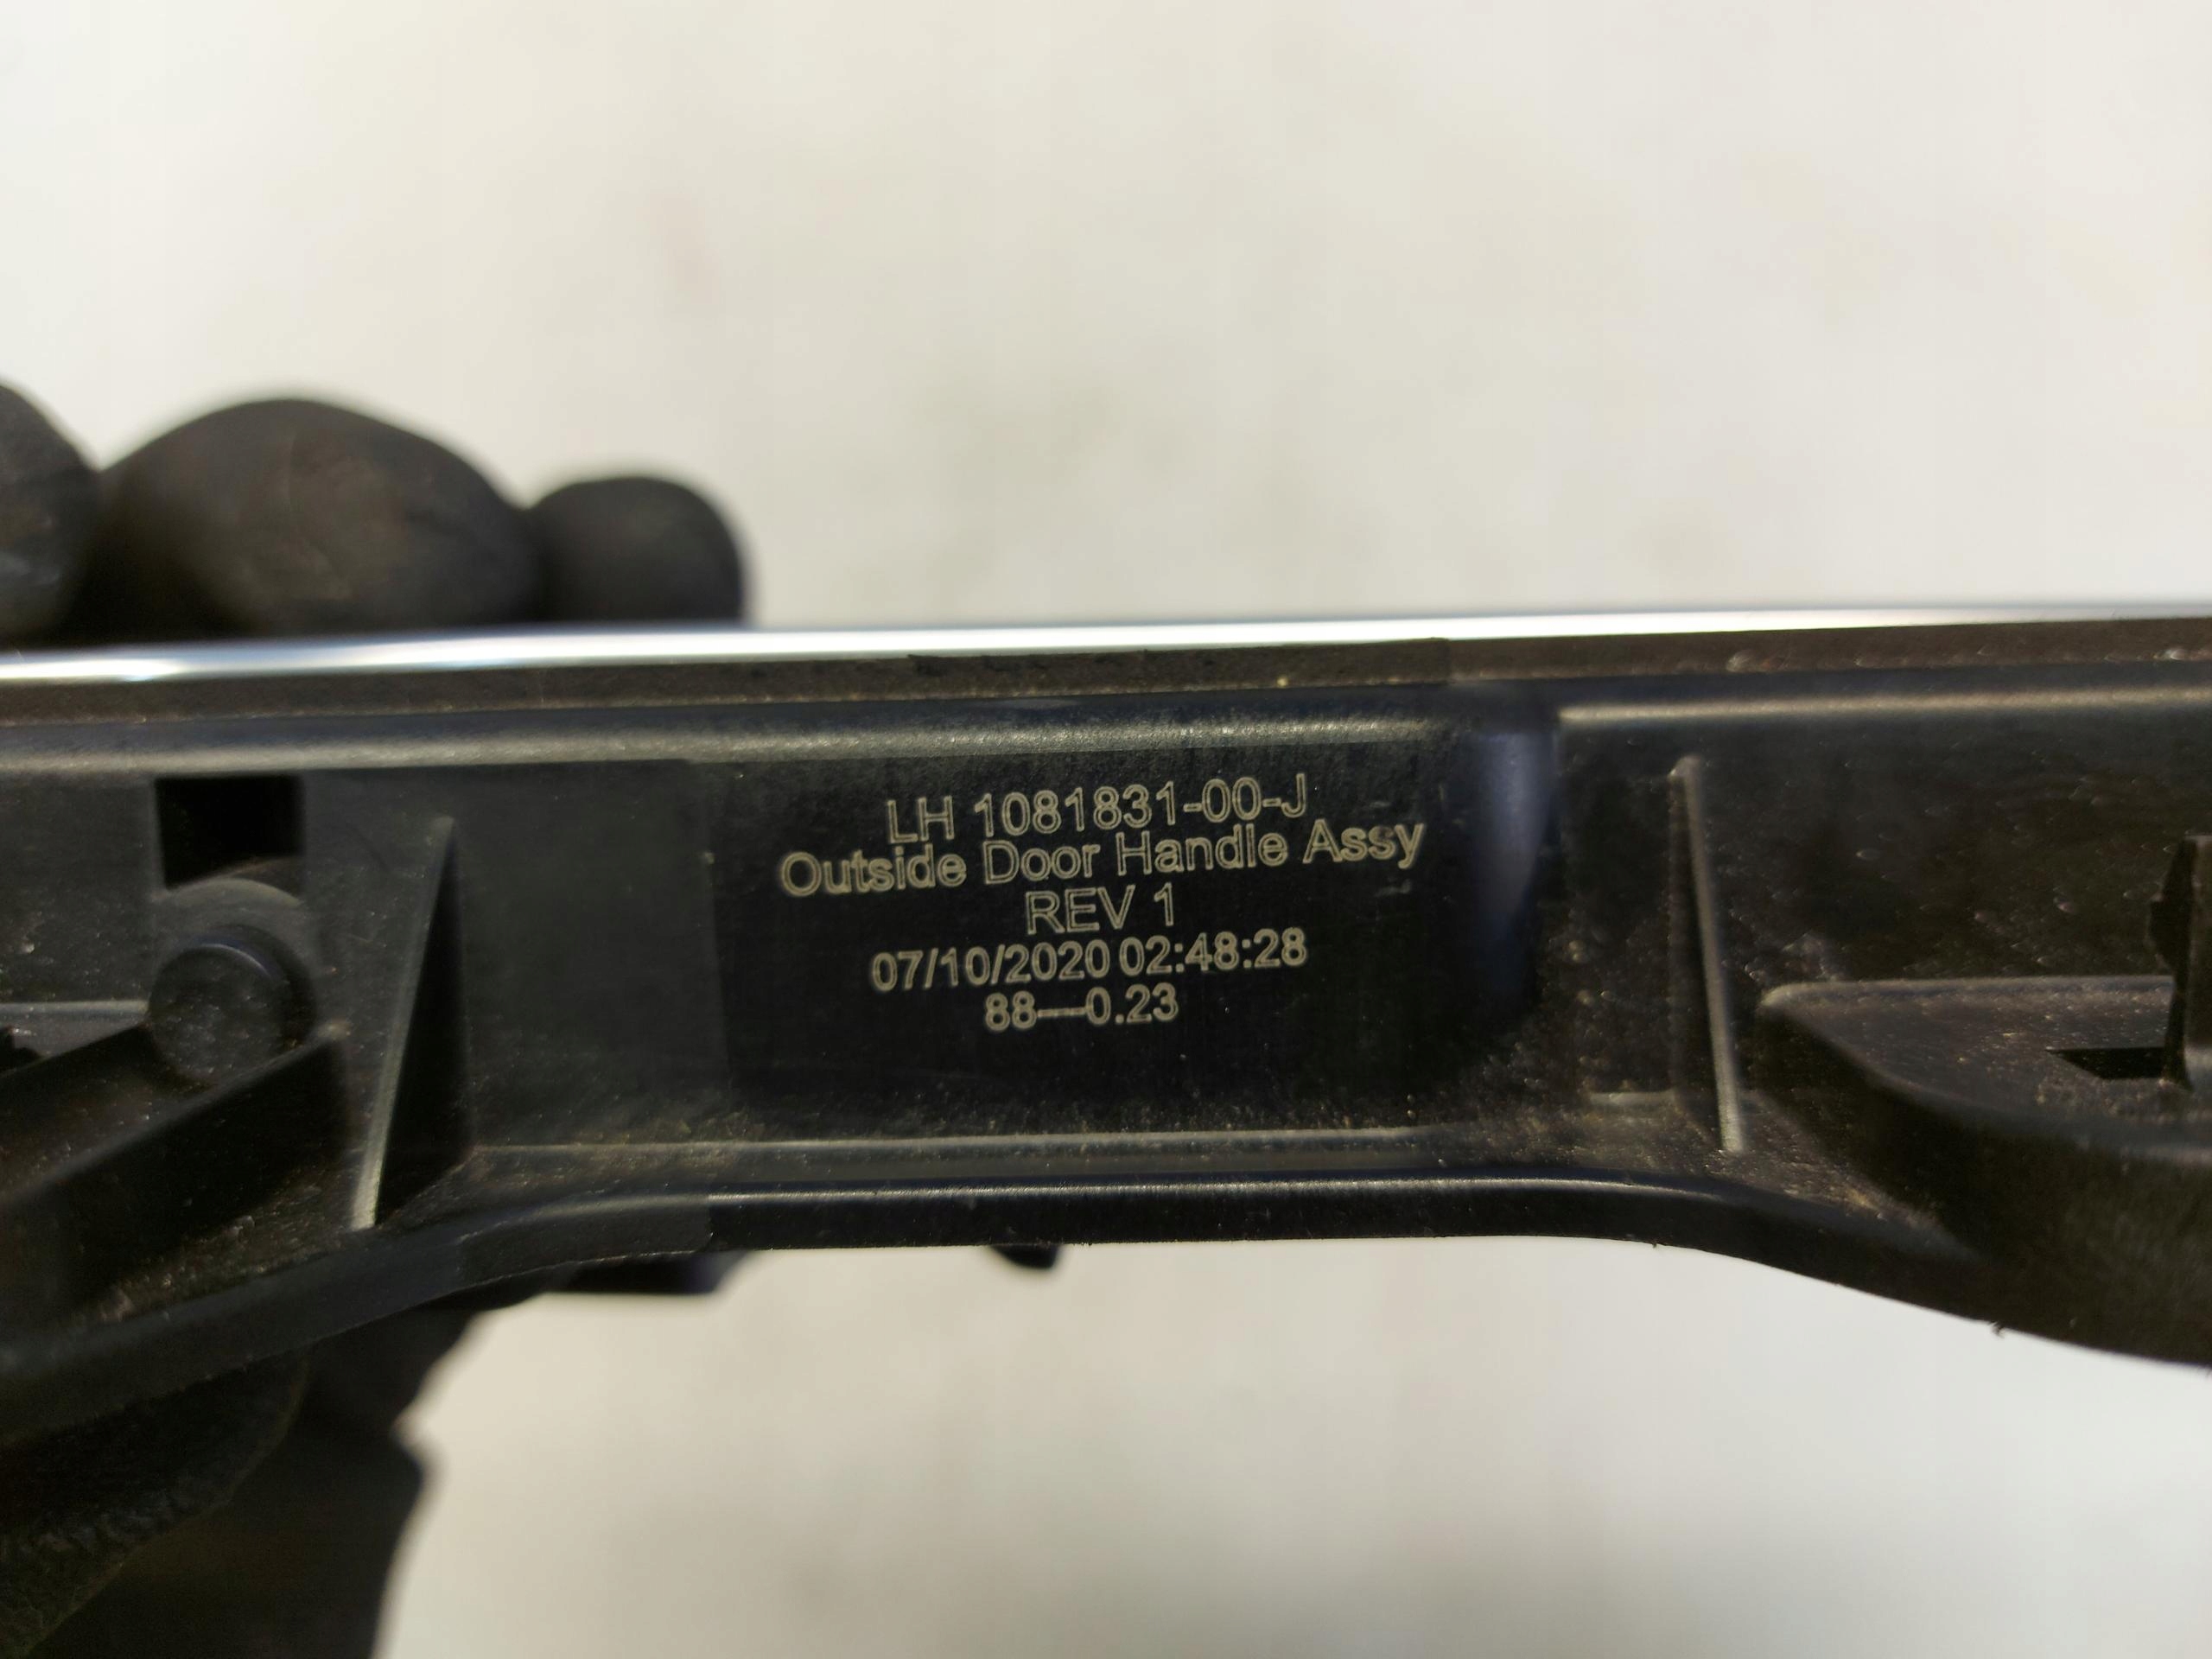 LH 1081831-00-J
Outside Door Handle Assy
REV 1
07/10/2020 02:48:28
88—0.23